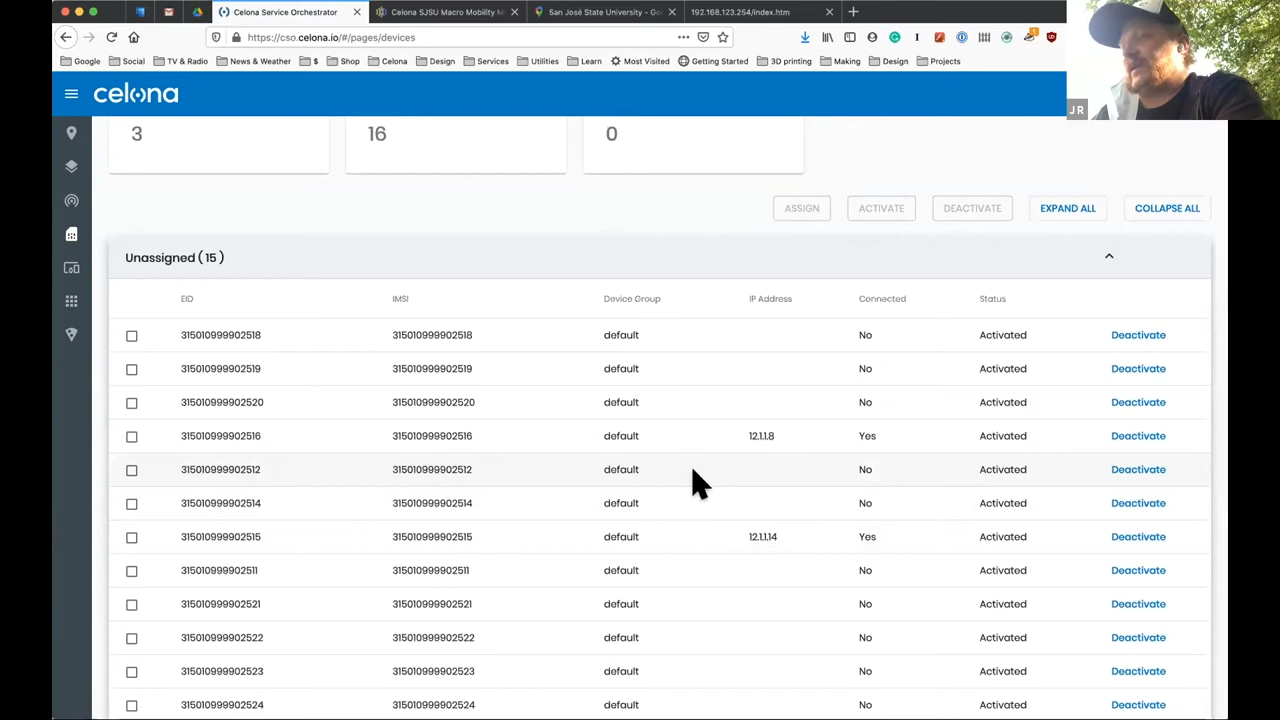 Celona Service Orchestrator
Celona SJSU Macro Mobility M
San José State University – Go
192.168.123.254/index.htm
https://cso.celona.io/#/pages/devices
Google Social TV & Radio News & Weather $ Shop Celona Design Services Utilities Learn Most Visited Getting Started 3D printing Making Design Projects
celona
JR
3 16 0
ASSIGN ACTIVATE DEACTIVATE EXPAND ALL COLLAPSE ALL
Unassigned ( 15 )
EID IMSI Device Group IP Address Connected Status
315010999902518 315010999902518 default No Activated Deactivate
315010999902519 315010999902519 default No Activated Deactivate
315010999902520 315010999902520 default No Activated Deactivate
315010999902516 315010999902516 default 12.1.1.8 Yes Activated Deactivate
315010999902512 315010999902512 default No Activated Deactivate
315010999902514 315010999902514 default No Activated Deactivate
315010999902515 315010999902515 default 12.1.1.14 Yes Activated Deactivate
315010999902511 315010999902511 default No Activated Deactivate
315010999902521 315010999902521 default No Activated Deactivate
315010999902522 315010999902522 default No Activated Deactivate
315010999902523 315010999902523 default No Activated Deactivate
315010999902524 315010999902524 default No Activated Deactivate